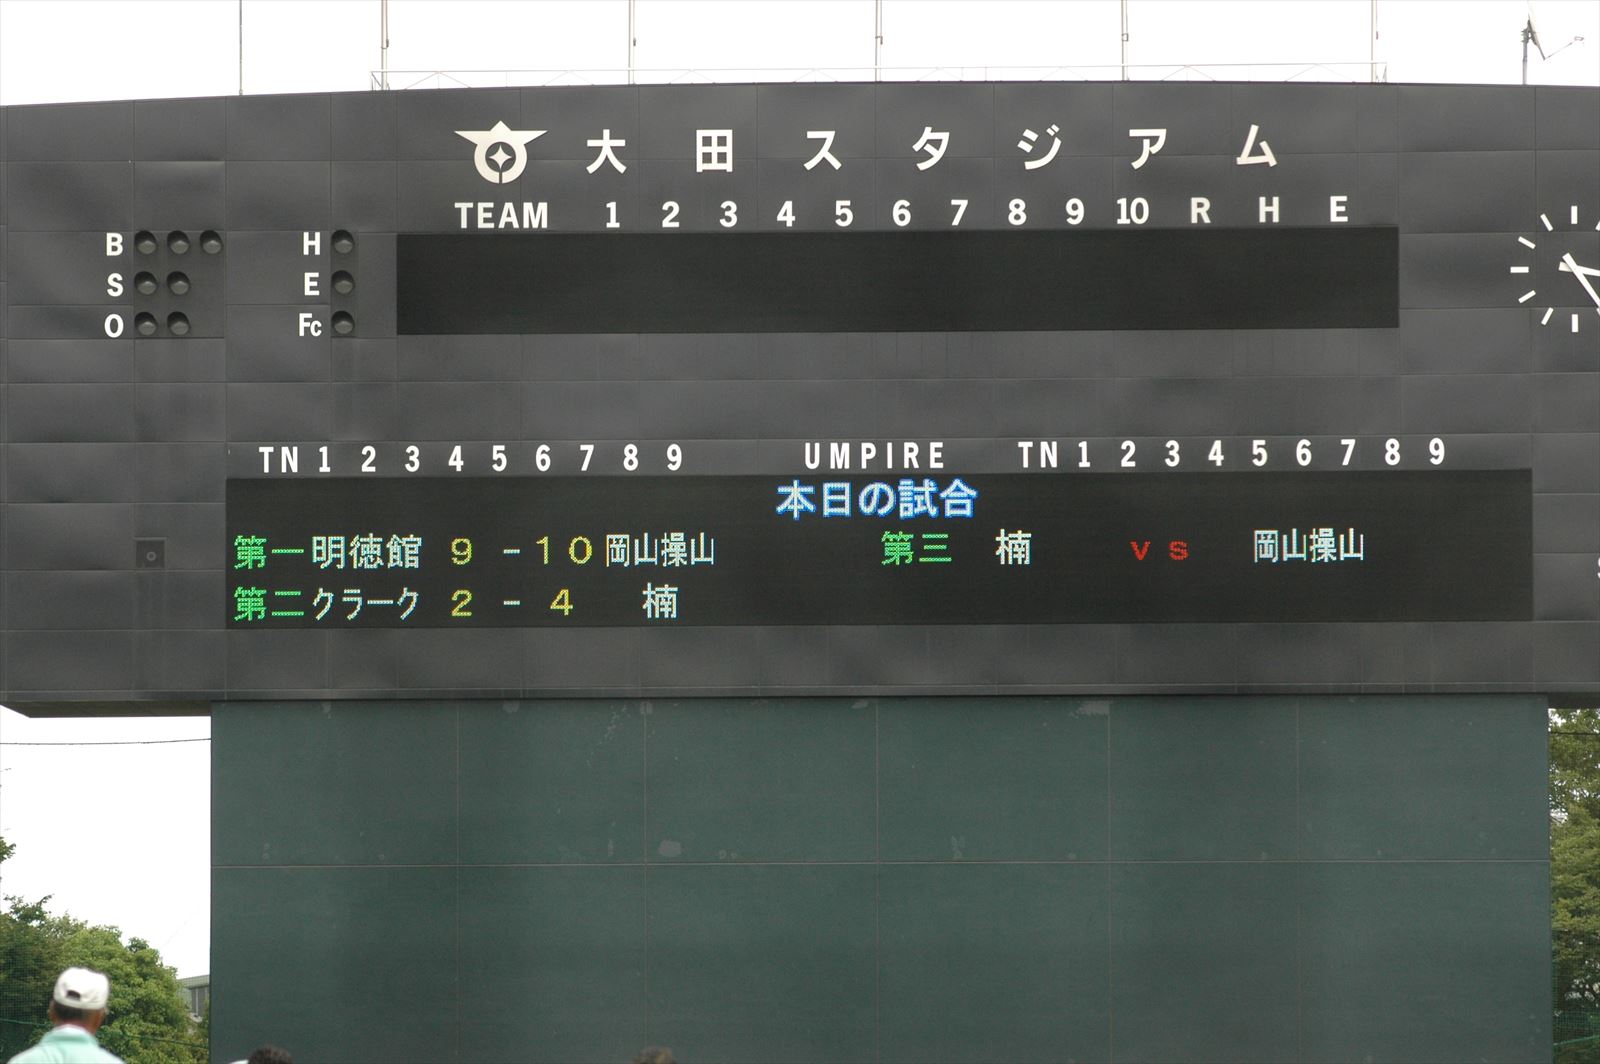 大田スタジアム
TEAM 1 2 3 4 5 6 7 8 9 10 R H E
B H
S E
O Fc
TN 1 2 3 4 5 6 7 8 9 UMPIRE TN 1 2 3 4 5 6 7 8 9
本日の試合
第一明徳館 9 - 10 岡山操山 第三 楠 vs 岡山操山
第二クラーク 2 - 4 楠